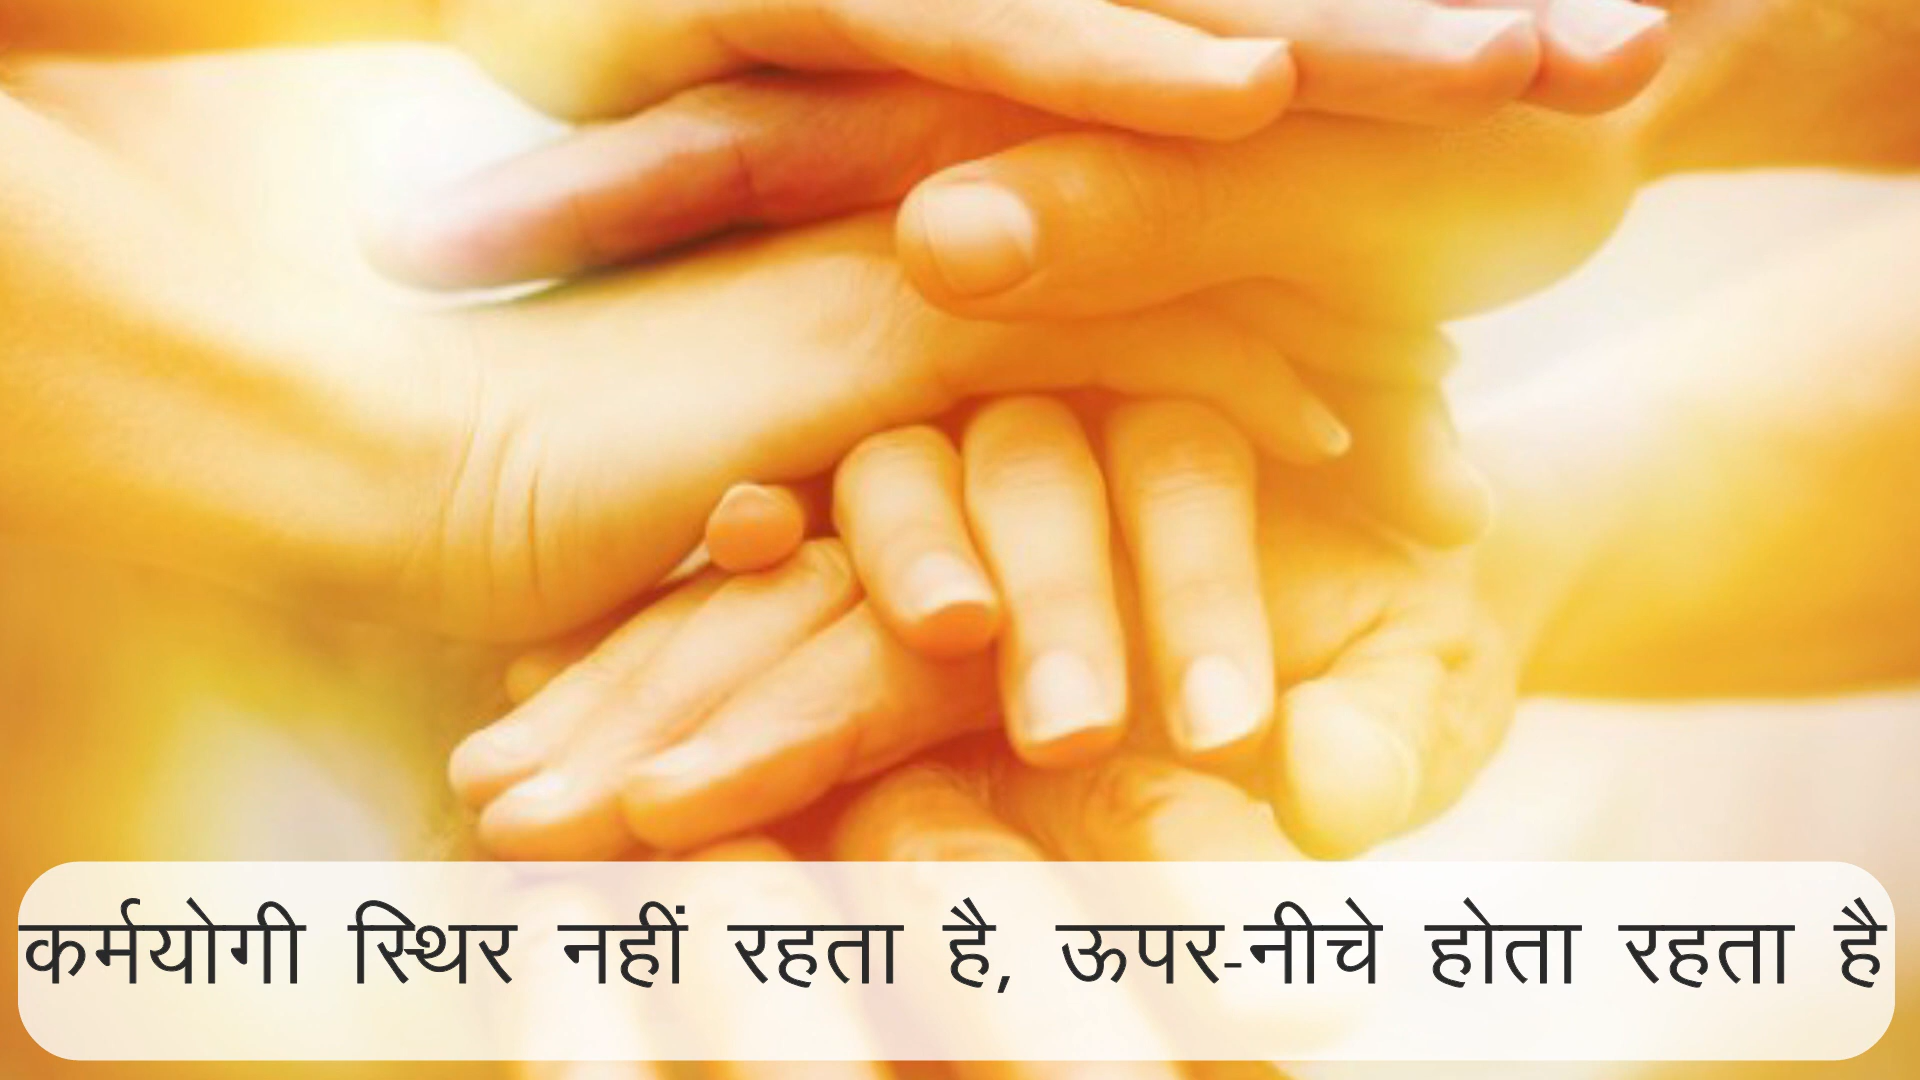 कर्मयोगी स्थिर नहीं रहता है, ऊपर-नीचे होता रहता है